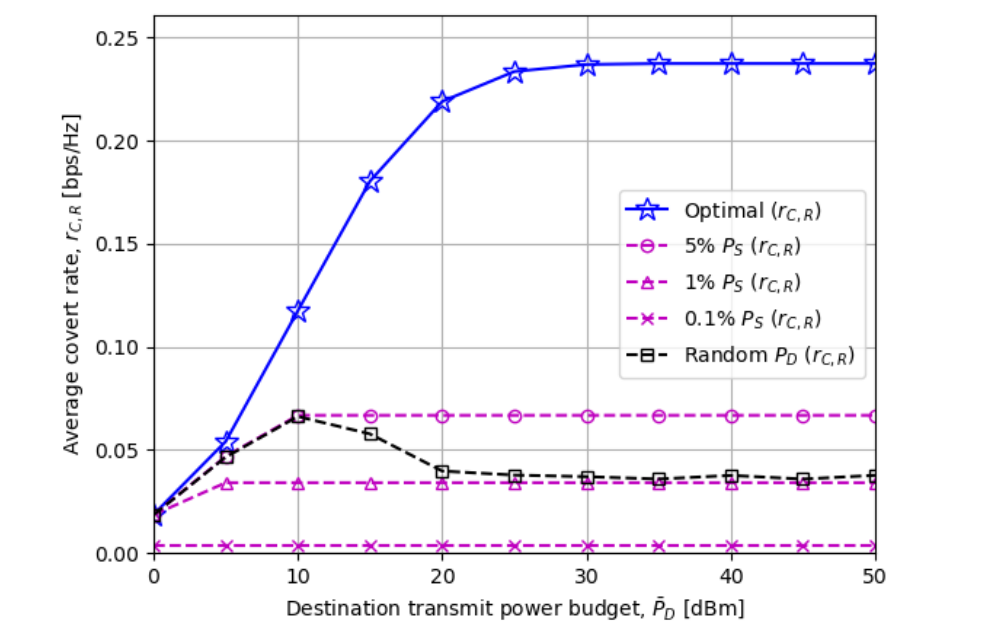 Average covert rate, r_{C,R} [bps/Hz]
0.25
0.20
0.15
0.10
0.05
0.00
Optimal (r_{C,R})
5% P_S (r_{C,R})
1% P_S (r_{C,R})
0.1% P_S (r_{C,R})
Random P_D (r_{C,R})
0 10 20 30 40 50
Destination transmit power budget, P̄_D [dBm]